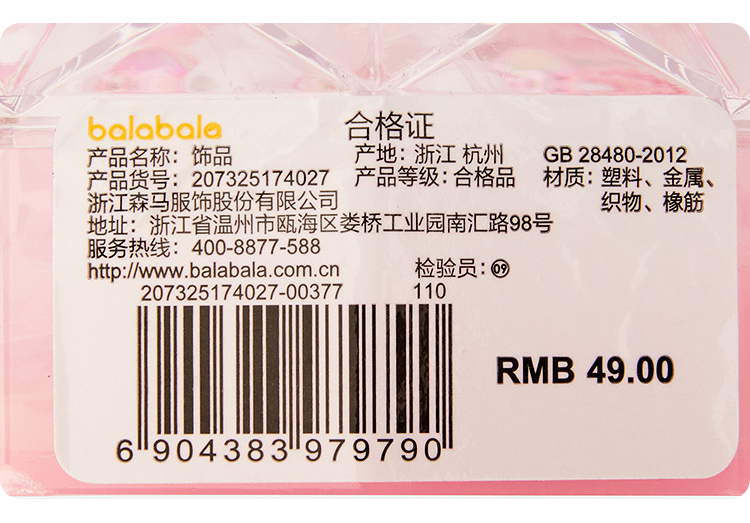 balabala 合格证
产品名称：饰品 产地：浙江 杭州 GB 28480-2012
产品货号：207325174027 产品等级：合格品 材质：塑料、金属、
浙江森马服饰股份有限公司 织物、橡筋
地址：浙江省温州市瓯海区娄桥工业园南汇路98号
服务热线：400-8877-588
http://www.balabala.com.cn 检验员：09
207325174027-00377 110
RMB 49.00
6 904383 979790